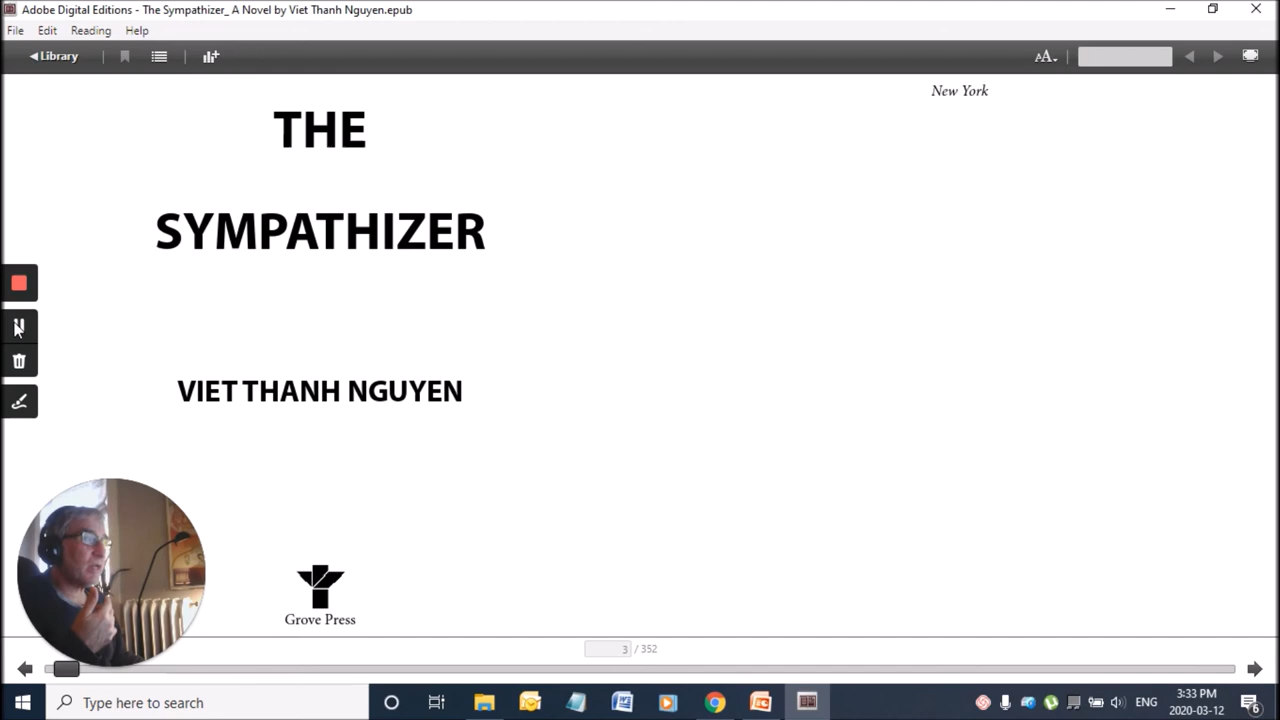 Adobe Digital Editions - The Sympathizer_ A Novel by Viet Thanh Nguyen.epub
File Edit Reading Help
Library
AA
New York
THE
SYMPATHIZER
VIET THANH NGUYEN
Grove Press
3 / 352
Type here to search
ENG
3:33 PM
2020-03-12
6